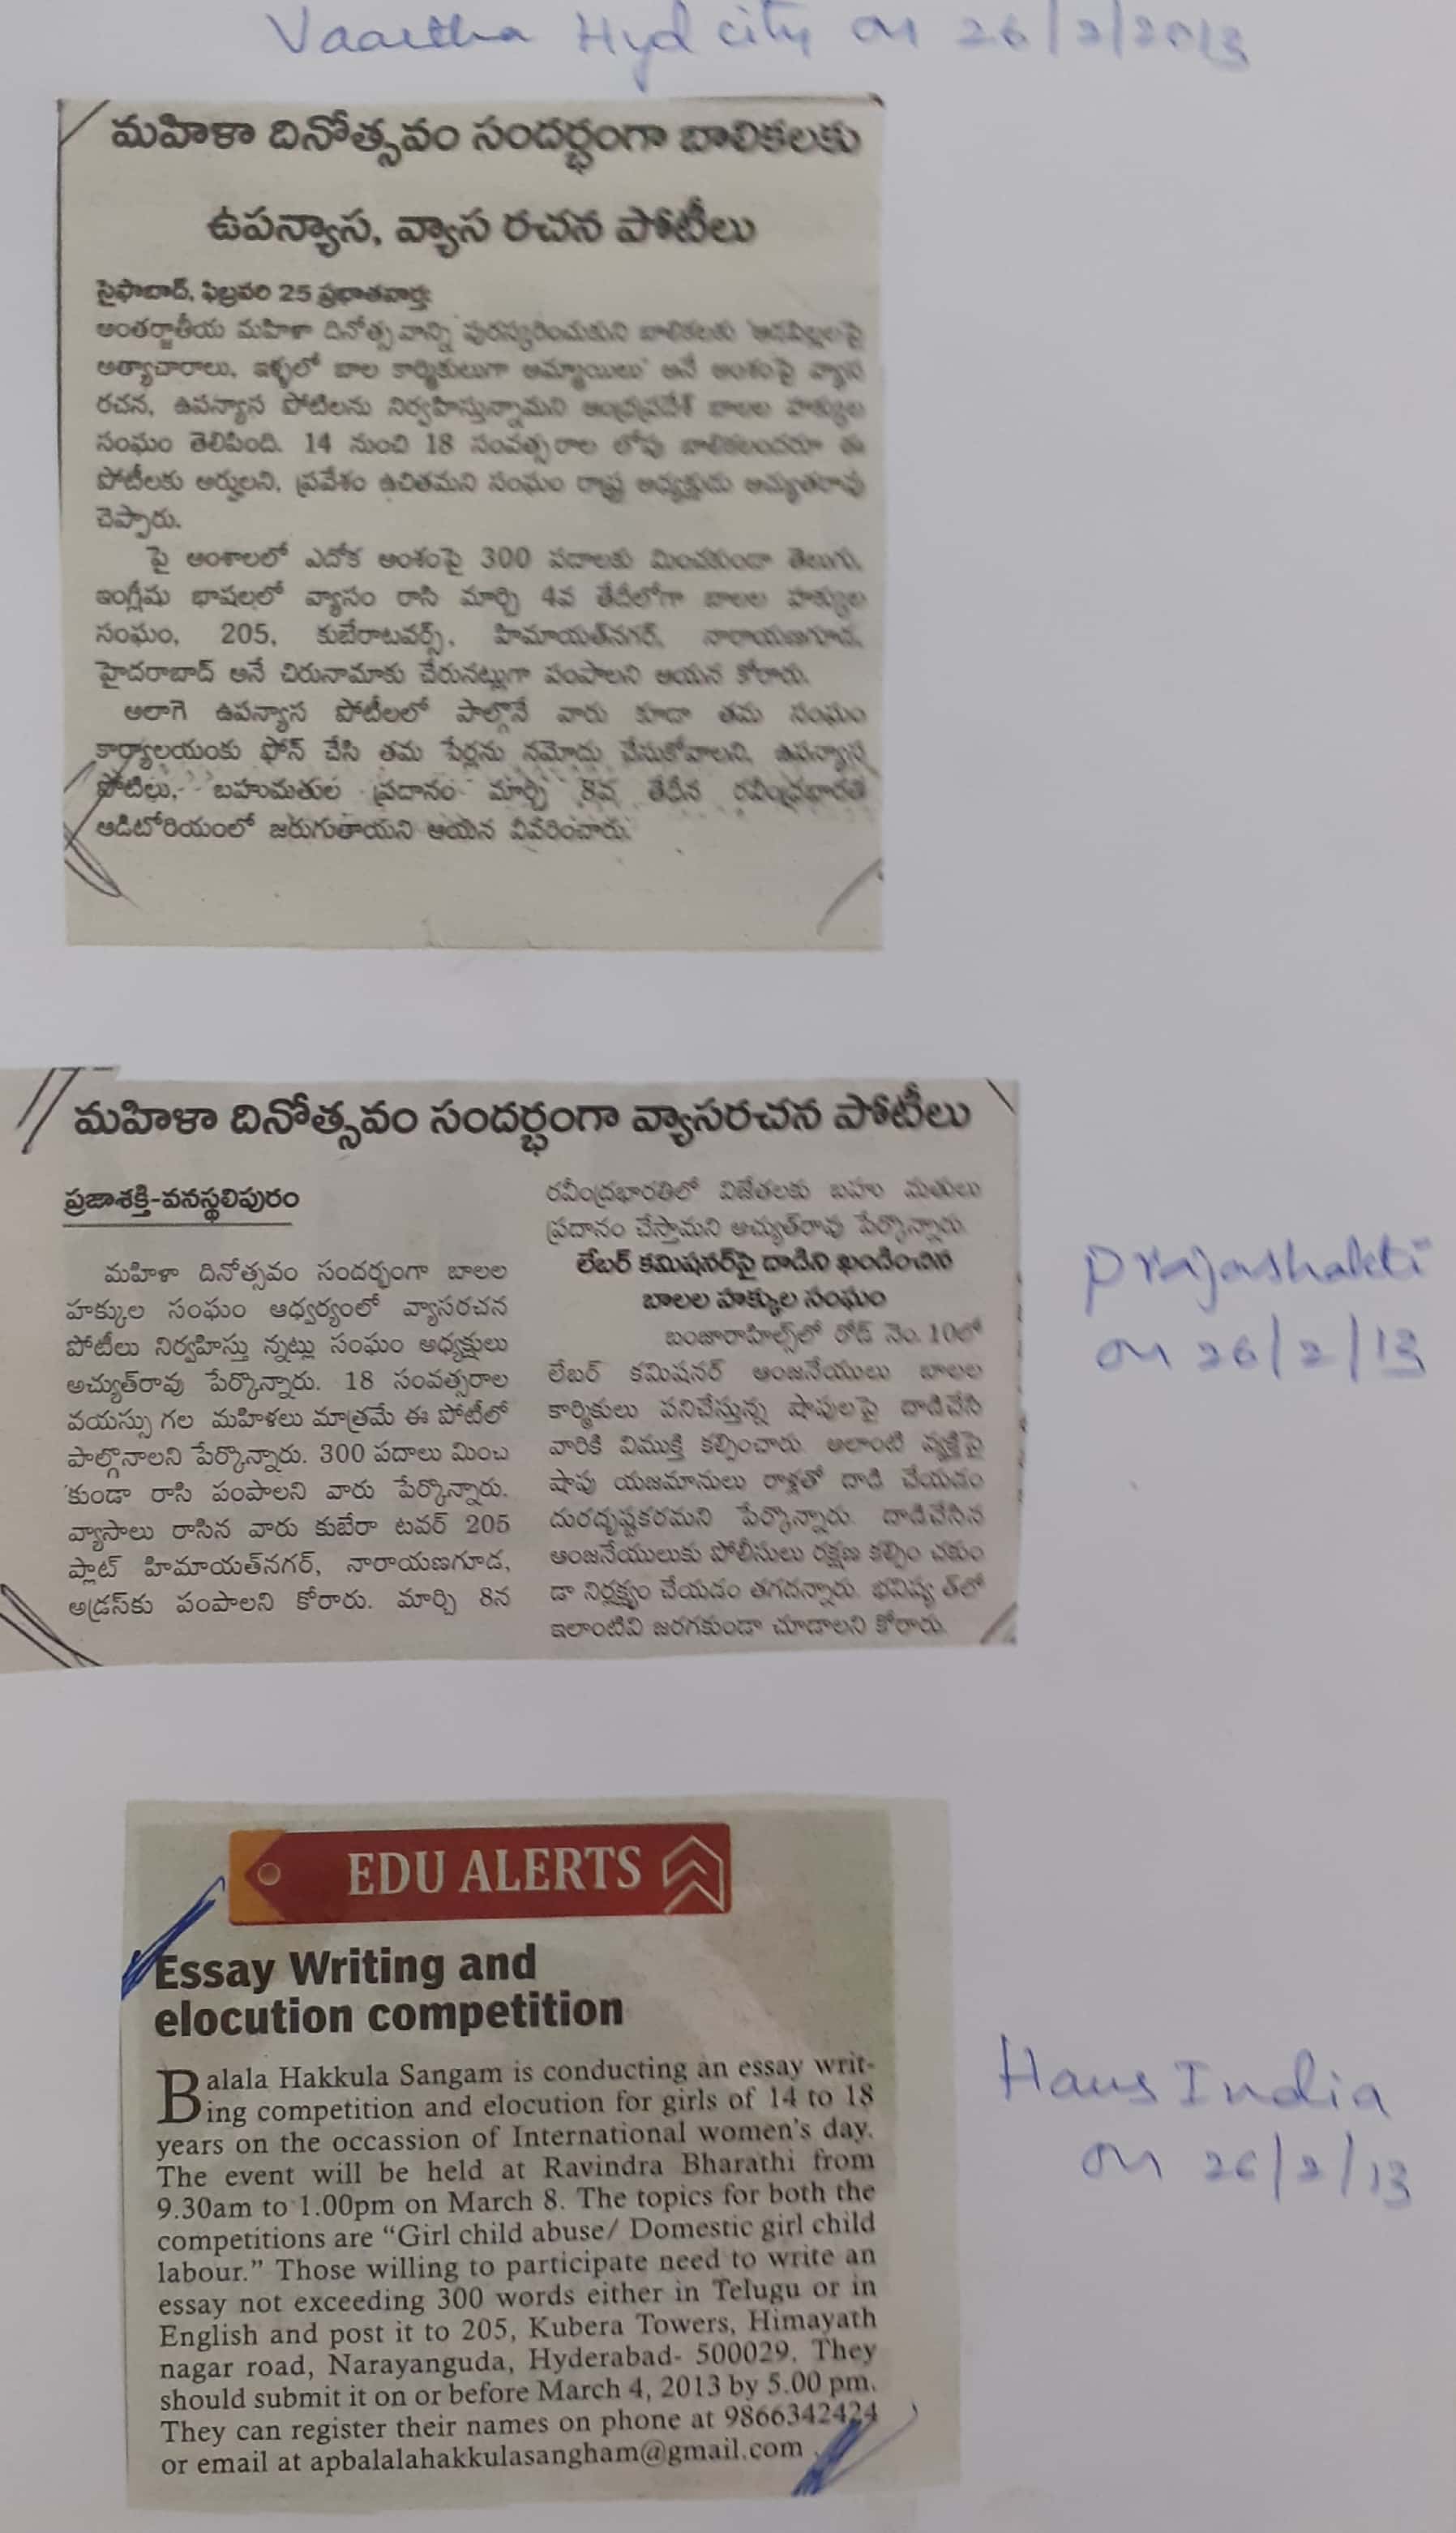 Vaartha Hyd city on 26/2/2013
మహిళా దినోత్సవం సందర్భంగా బాలికలకు
ఉపన్యాస, వ్యాస రచన పోటీలు
సైఫాబాద్, ఫిబ్రవరి 25 ప్రభాతవార్త:
అంతర్జాతీయ మహిళా దినోత్సవాన్ని పురస్కరించుకుని బాలికలకు 'ఆడపిల్లలపై
అత్యాచారాలు, ఇళ్ళలో బాల కార్మికులుగా అమ్మాయిలు' అనే అంశంపై వ్యాస
రచన, ఉపన్యాస పోటీలను నిర్వహిస్తున్నామని ఆంధ్రప్రదేశ్ బాలల హక్కుల
సంఘం తెలిపింది. 14 నుంచి 18 సంవత్సరాల లోపు బాలికలందరూ ఈ
పోటీలకు అర్హులని, ప్రవేశం ఉచితమని సంఘం రాష్ట్ర అధ్యక్షుడు అచ్యుతరావు
చెప్పారు.
పై అంశాలలో ఎదోక అంశంపై 300 పదాలకు మించకుండా తెలుగు,
ఇంగ్లీషు భాషల్లలో వ్యాసం రాసి మార్చి 4వ తేదీలోగా బాలల హక్కుల
సంఘం, 205, కుబేరాటవర్స్, హిమాయత్‌నగర్, నారాయణగూడ,
హైదరాబాద్ అనే చిరునామాకు చేరునట్లుగా పంపాలని ఆయన కోరారు.
అలాగె ఉపన్యాస పోటీలలో పాల్గొనే వారు కూడా తమ సంఘం
కార్యాలయంకు ఫోన్ చేసి తమ పేర్లను నమోదు చేసుకోవాలని, ఉపన్యాస
పోటీలు, బహుమతుల ప్రదానం మార్చి 8వ తేదీన రవీంద్రభారతి
ఆడిటోరియంలో జరుగుతాయని ఆయన వివరించారు.
మహిళా దినోత్సవం సందర్భంగా వ్యాసరచన పోటీలు
ప్రజాశక్తి-వనస్థలిపురం
మహిళా దినోత్సవం సందర్భంగా బాలల
హక్కుల సంఘం ఆధ్వర్యంలో వ్యాసరచన
పోటీలు నిర్వహిస్తు న్నట్లు సంఘం అధ్యక్షులు
అచ్యుత్‌రావు పేర్కొన్నారు. 18 సంవత్సరాల
వయస్సు గల మహిళలు మాత్రమే ఈ పోటీలో
పాల్గొనాలని పేర్కొన్నారు. 300 పదాలు మించ
కుండా రాసి పంపాలని వారు పేర్కొన్నారు.
వ్యాసాలు రాసిన వారు కుబేరా టవర్ 205
ప్లాట్ హిమాయత్‌నగర్, నారాయణగూడ,
అడ్రస్‌కు పంపాలని కోరారు. మార్చి 8న
రవీంద్రభారతిలో విజేతలకు బహు మతులు
ప్రదానం చేస్తామని అచ్యుత్‌రావు పేర్కొన్నారు.
లేబర్ కమిషనర్‌పై దాడిని ఖండించిన
బాలల హక్కుల సంఘం
బంజారాహిల్స్‌లో రోడ్ నెం. 10లో
లేబర్ కమిషనర్ ఆంజనేయులు బాలల
కార్మికులు పనిచేస్తున్న షాపులపై దాడిచేసి
వారికి విముక్తి కల్పించారు. అలాంటి వ్యక్తిపై
షాపు యజమానులు రాళ్లతో దాడి చేయడం
దురదృష్టకరమని పేర్కొన్నారు. దాడిచేసిన
ఆంజనేయులుకు పోలీసులు రక్షణ కల్పిం చకుం
డా నిర్లక్ష్యం చేయడం తగదన్నారు. భవిష్య త్‌లో
ఇలాంటివి జరగకుండా చూడాలని కోరారు.
Prajashakti
on 26/2/13
EDU ALERTS
Essay Writing and
elocution competition
Balala Hakkula Sangam is conducting an essay writ-
ing competition and elocution for girls of 14 to 18
years on the occassion of International women's day.
The event will be held at Ravindra Bharathi from
9.30am to 1.00pm on March 8. The topics for both the
competitions are "Girl child abuse/ Domestic girl child
labour." Those willing to participate need to write an
essay not exceeding 300 words either in Telugu or in
English and post it to 205, Kubera Towers, Himayath
nagar road, Narayanguda, Hyderabad- 500029. They
should submit it on or before March 4, 2013 by 5.00 pm.
They can register their names on phone at 9866342424
or email at apbalalahakkulasangham@gmail.com
Hans India
on 26/2/13